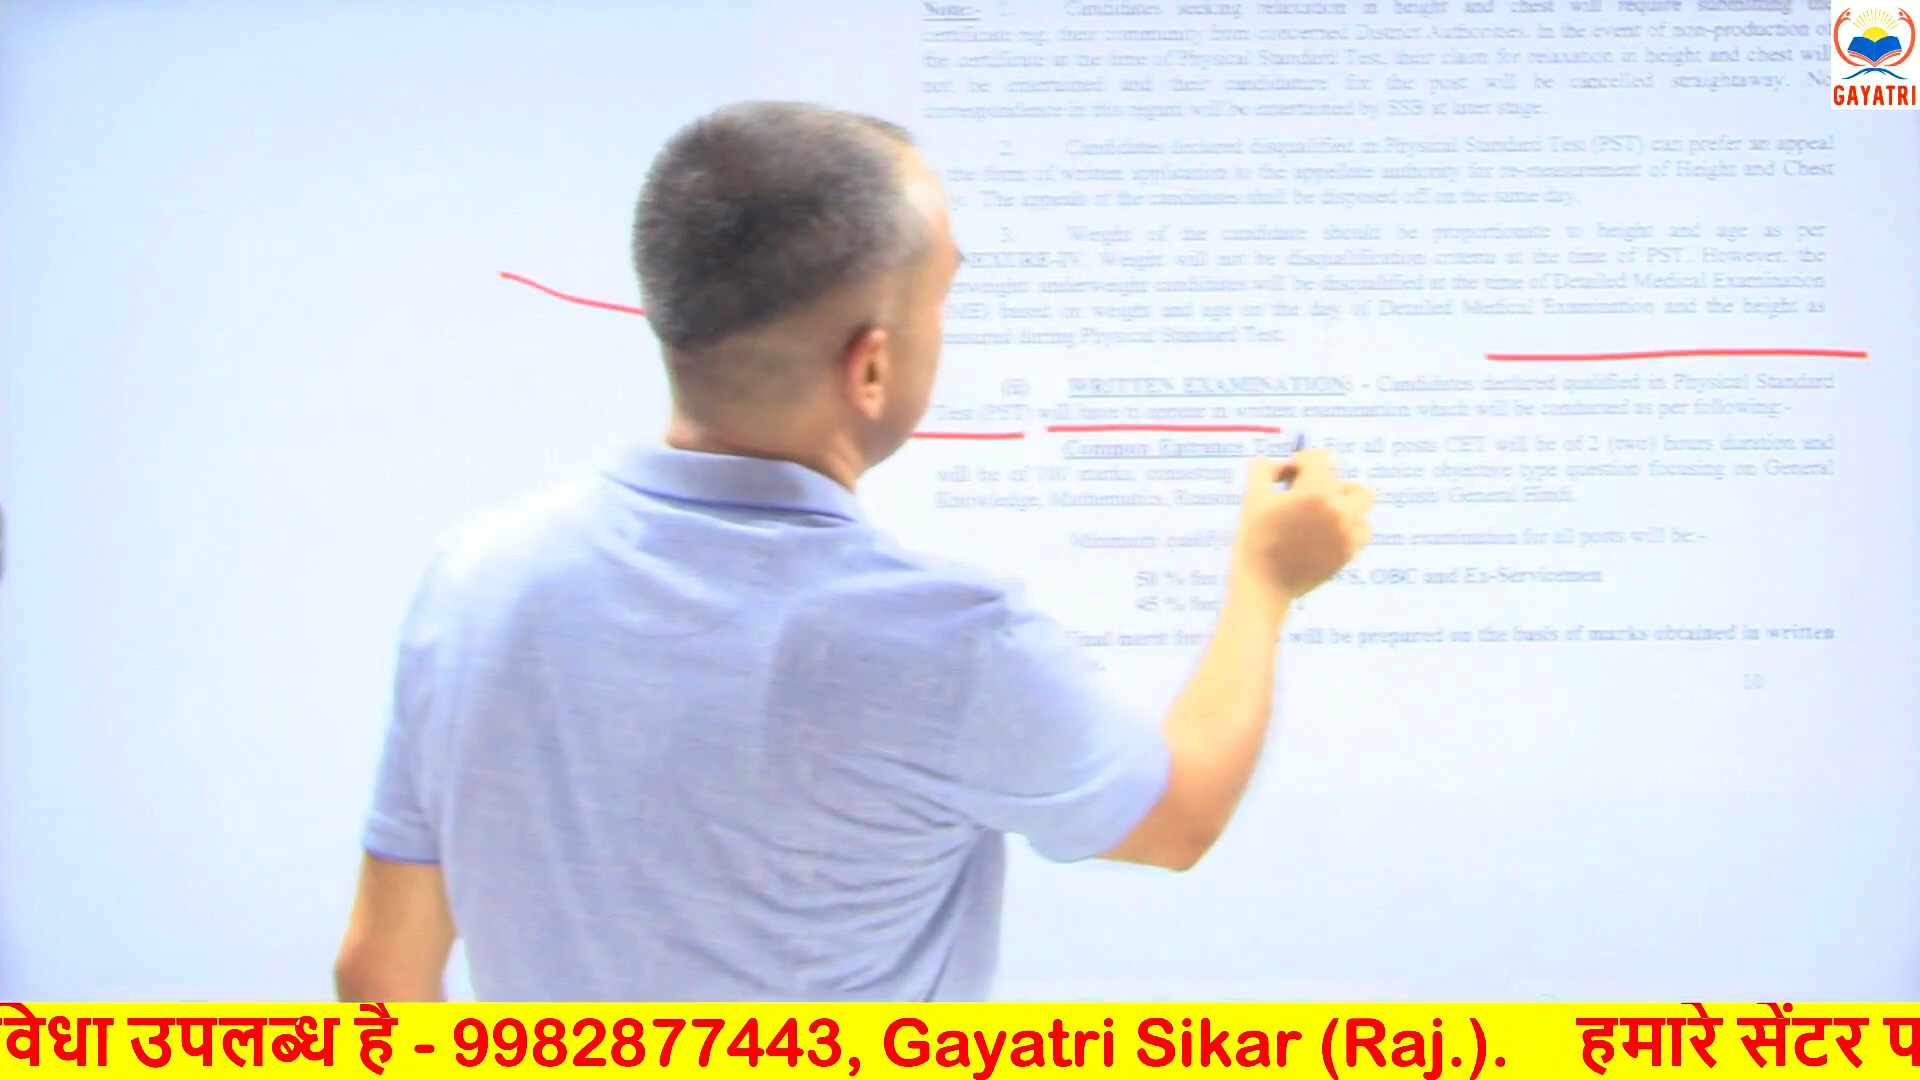 Note:- 1. Candidates seeking relaxation in height and chest will require submitting
certificate reg. their community from concerned District Authorities. In the event of non-production
the certificate at the time of Physical Standard Test, their claim for relaxation in height and chest
not be entertained and their candidature for the post will be cancelled straightaway. No
correspondence in this regard will be entertained by SSB at later stage.
2. Candidates declared disqualified in Physical Standard Test (PST) can prefer an appeal
the form of written application to the appellate authority for re-measurement of Height and Chest
The appeals of the candidates shall be disposed off on the same day.
3. Weight of the candidate should be proportionate to height and age as per
NEXURE-IV. Weight will not be disqualification criteria at the time of PST. However, the
erweight/ underweight candidates will be disqualified at the time of Detailed Medical Examination
ME) based on weight and age on the day of Detailed Medical Examination and the height as
easured during Physical Standard Test.
(ii) WRITTEN EXAMINATION: - Candidates declared qualified in Physical Standard
Test (PST) will have to appear in written examination which will be conducted as per following:-
Common Entrance For all posts CET will be of 2 (two) hours duration and
will be of 100 marks, consisting choice objective type question focusing on General
Knowledge, Mathematics, English/ General Hindi.
Minimum examination for all posts will be:-
50 % for WS, OBC and Ex-Servicemen
45 % for
Final merit will be prepared on the basis of marks obtained in written
10
GAYATRI
विधा उपलब्ध है - 9982877443, Gayatri Sikar (Raj.). हमारे सेंटर प